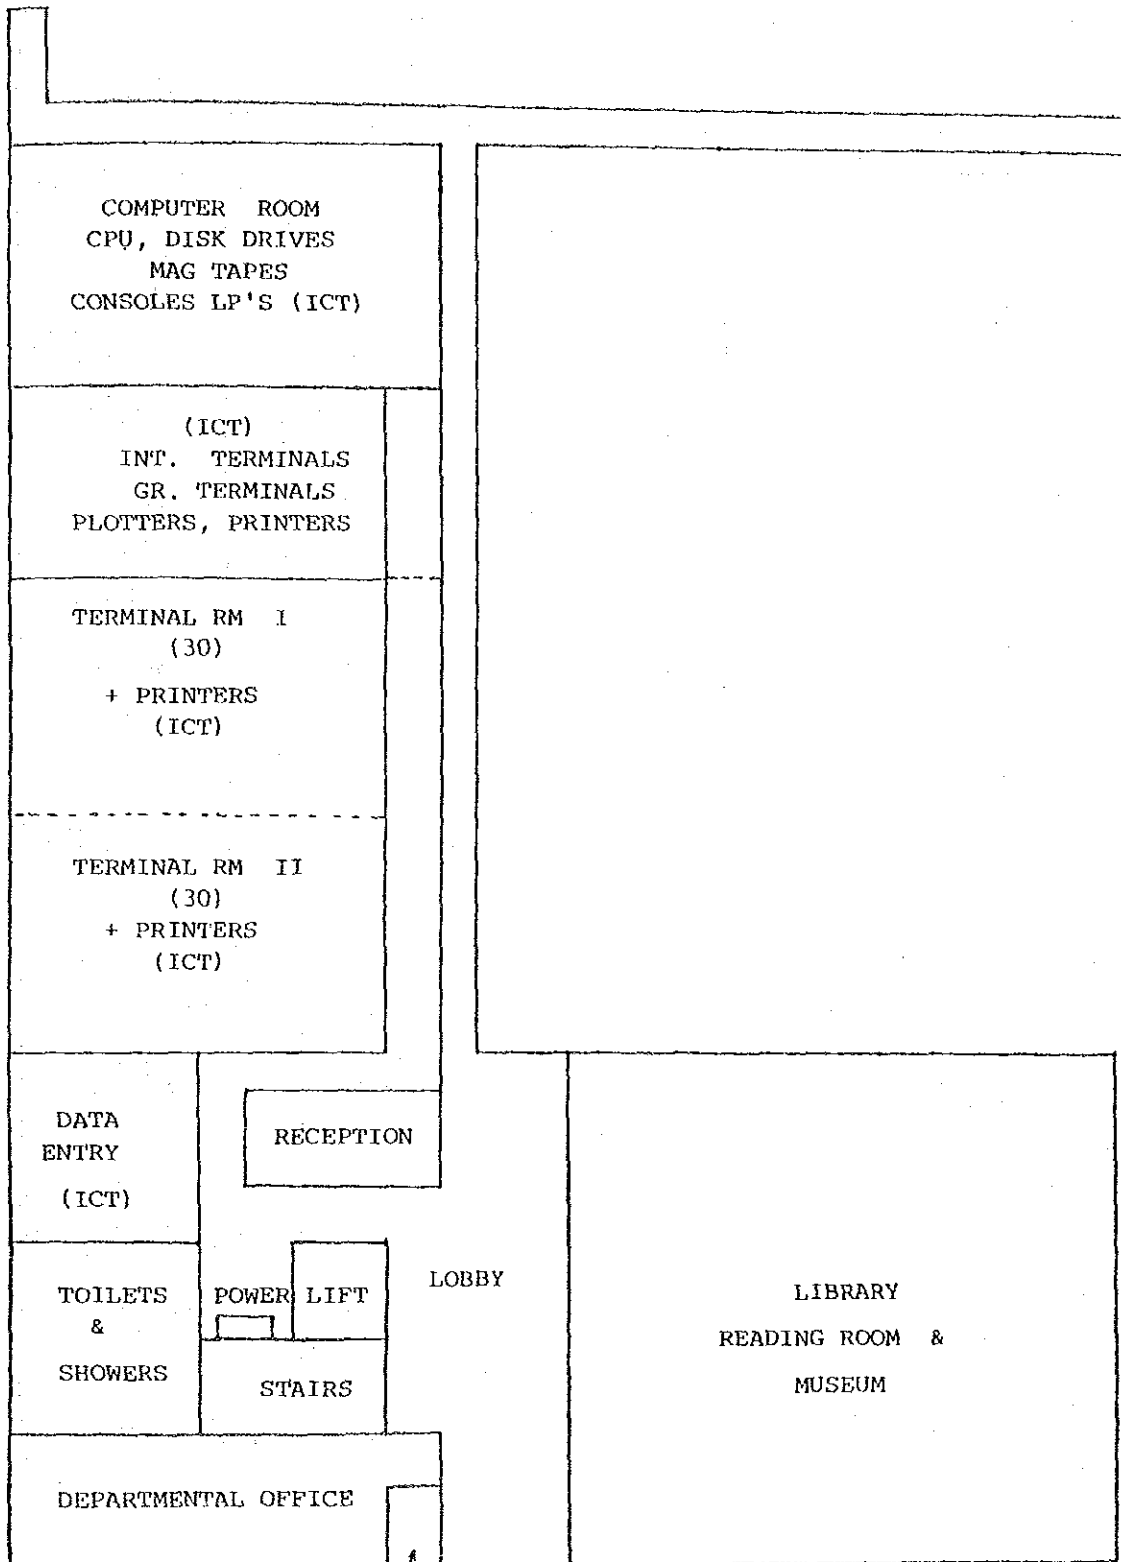 COMPUTER ROOM
CPU, DISK DRIVES
MAG TAPES
CONSOLES LP'S (ICT)
(ICT)
INT. TERMINALS
GR. TERMINALS
PLOTTERS, PRINTERS
TERMINAL RM I
(30)
+ PRINTERS
(ICT)
TERMINAL RM II
(30)
+ PRINTERS
(ICT)
DATA
ENTRY
(ICT)
RECEPTION
TOILETS
&
SHOWERS
POWER
LIFT
STAIRS
LOBBY
LIBRARY
READING ROOM &
MUSEUM
DEPARTMENTAL OFFICE